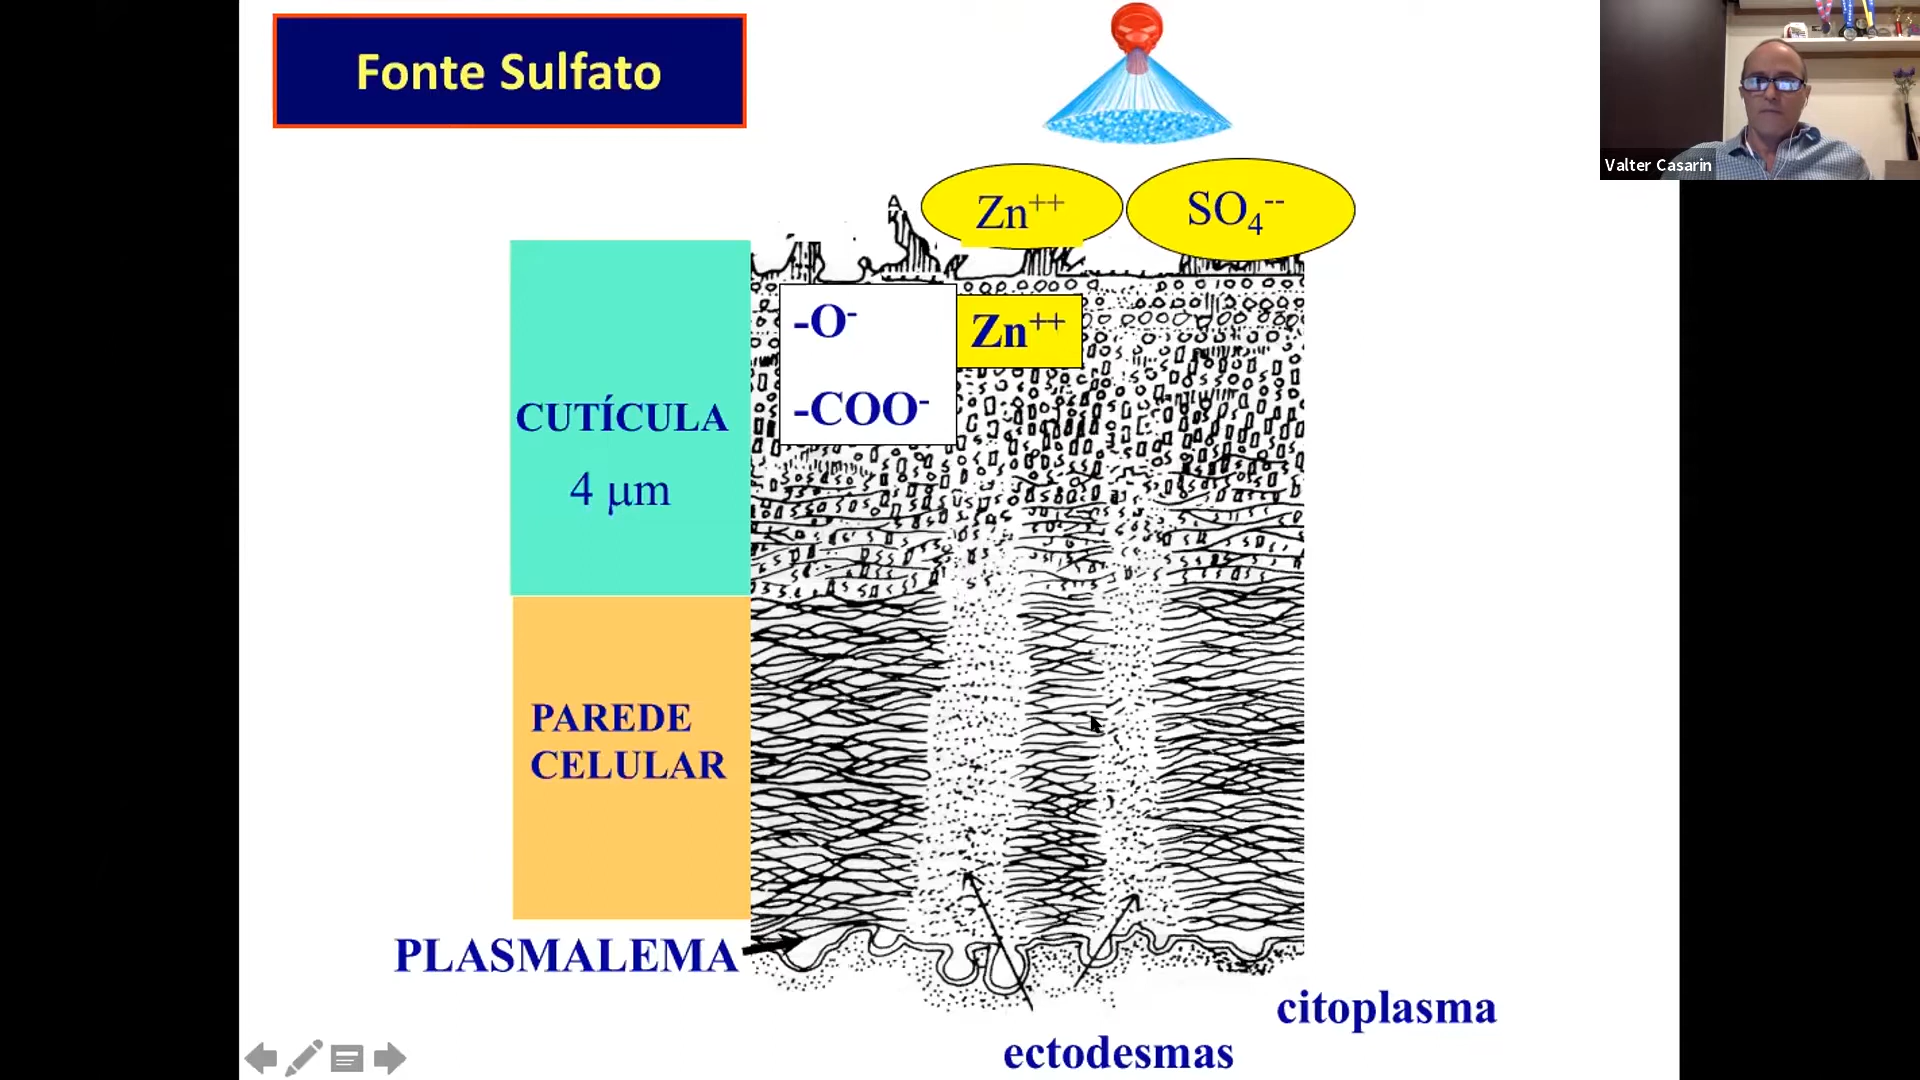 Fonte Sulfato
Valter Casarin
Zn++
SO4--
-O-
Zn++
-COO-
CUTÍCULA
4 μm
PAREDE
CELULAR
PLASMALEMA
citoplasma
ectodesmas